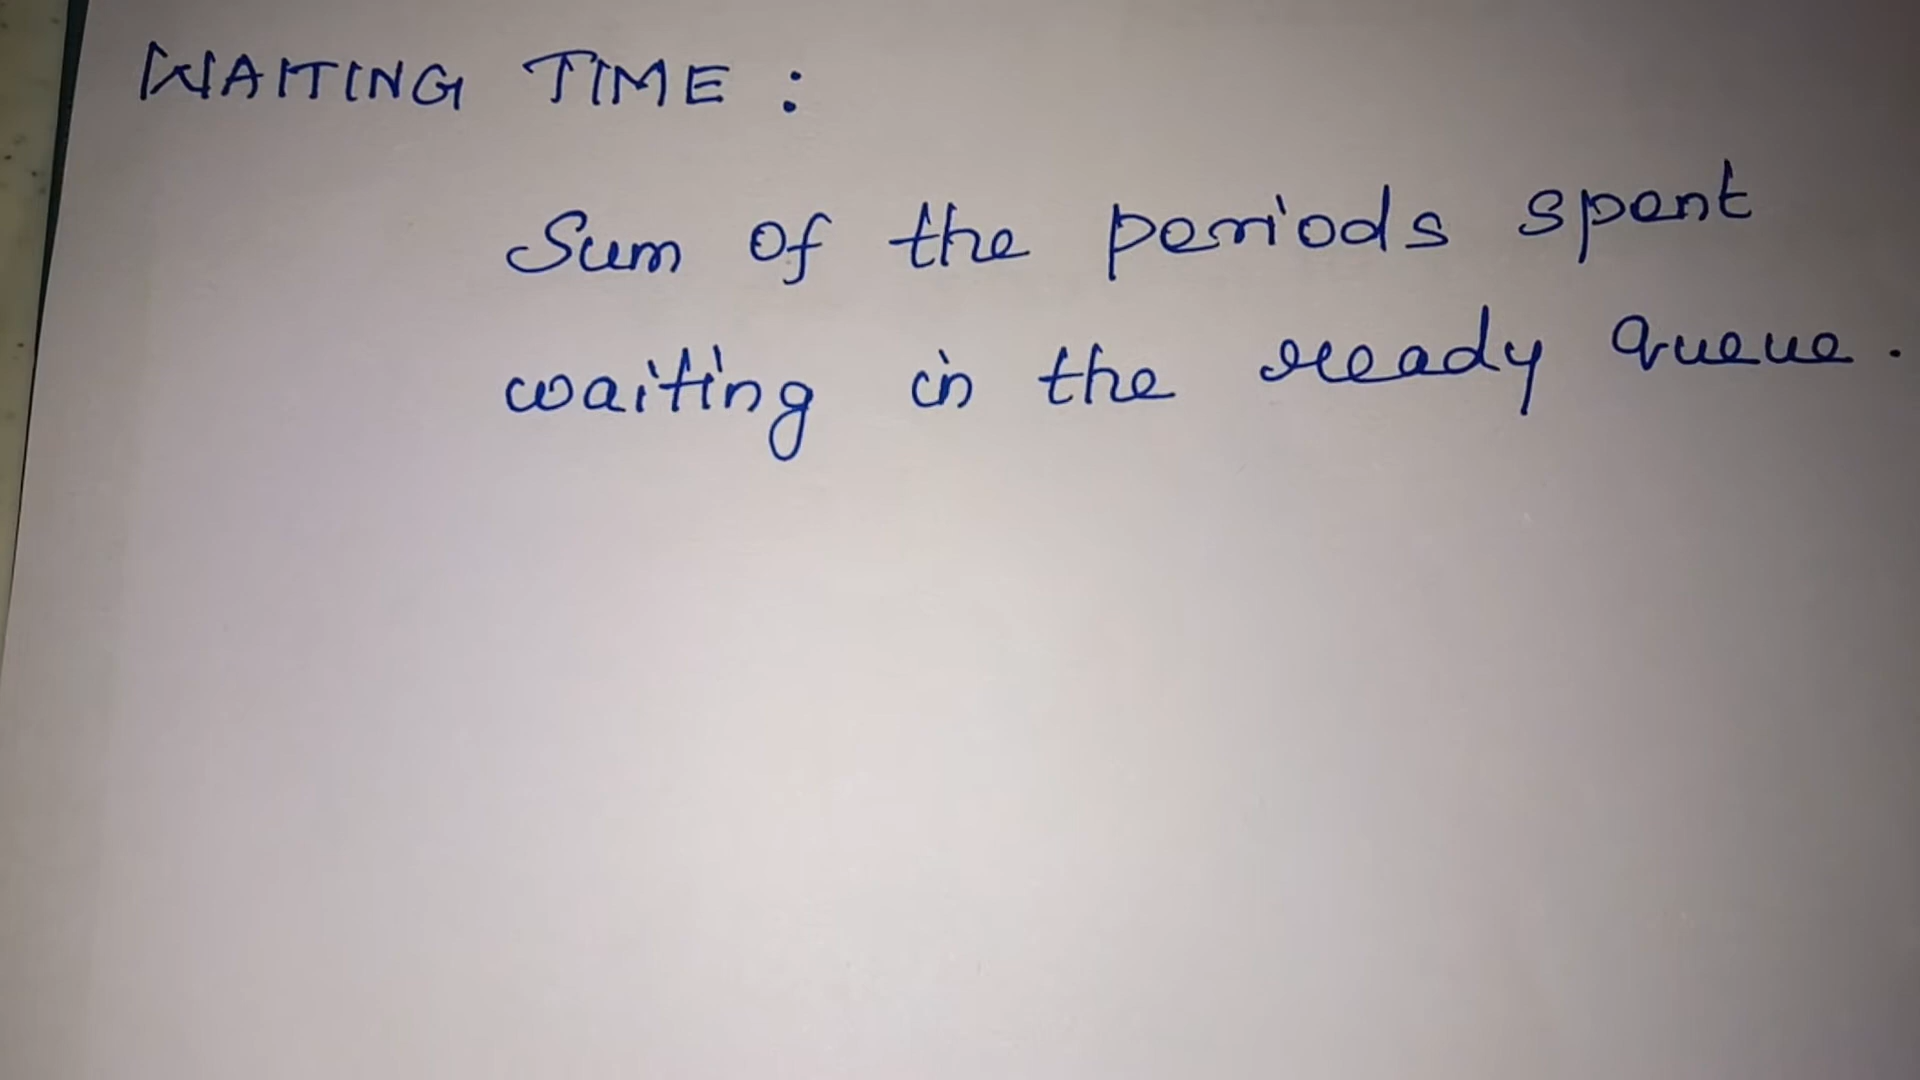 WAITING TIME :
Sum of the periods spent
waiting in the ready queue.